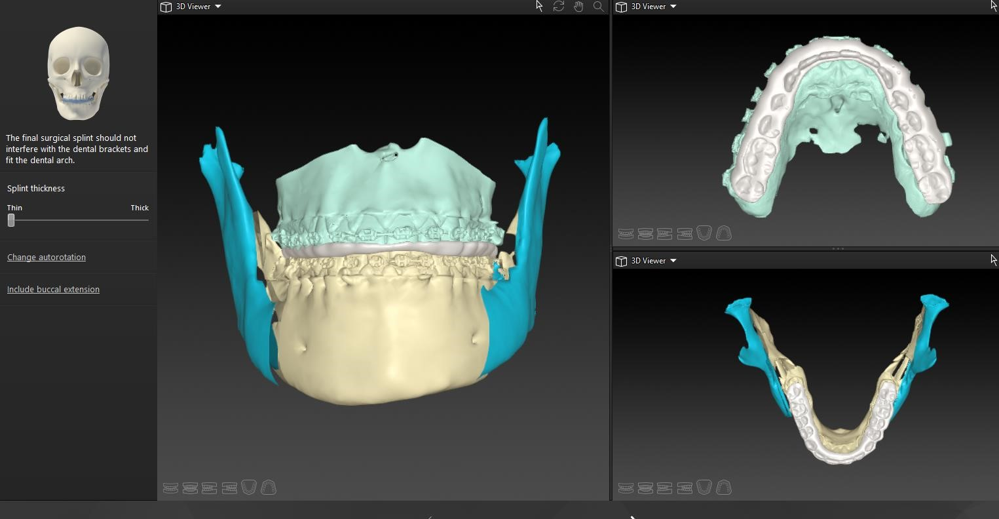 3D Viewer
3D Viewer
The final surgical splint should not
interfere with the dental brackets and
fit the dental arch.
Splint thickness
Thin Thick
Change autorotation
Include buccal extension
3D Viewer